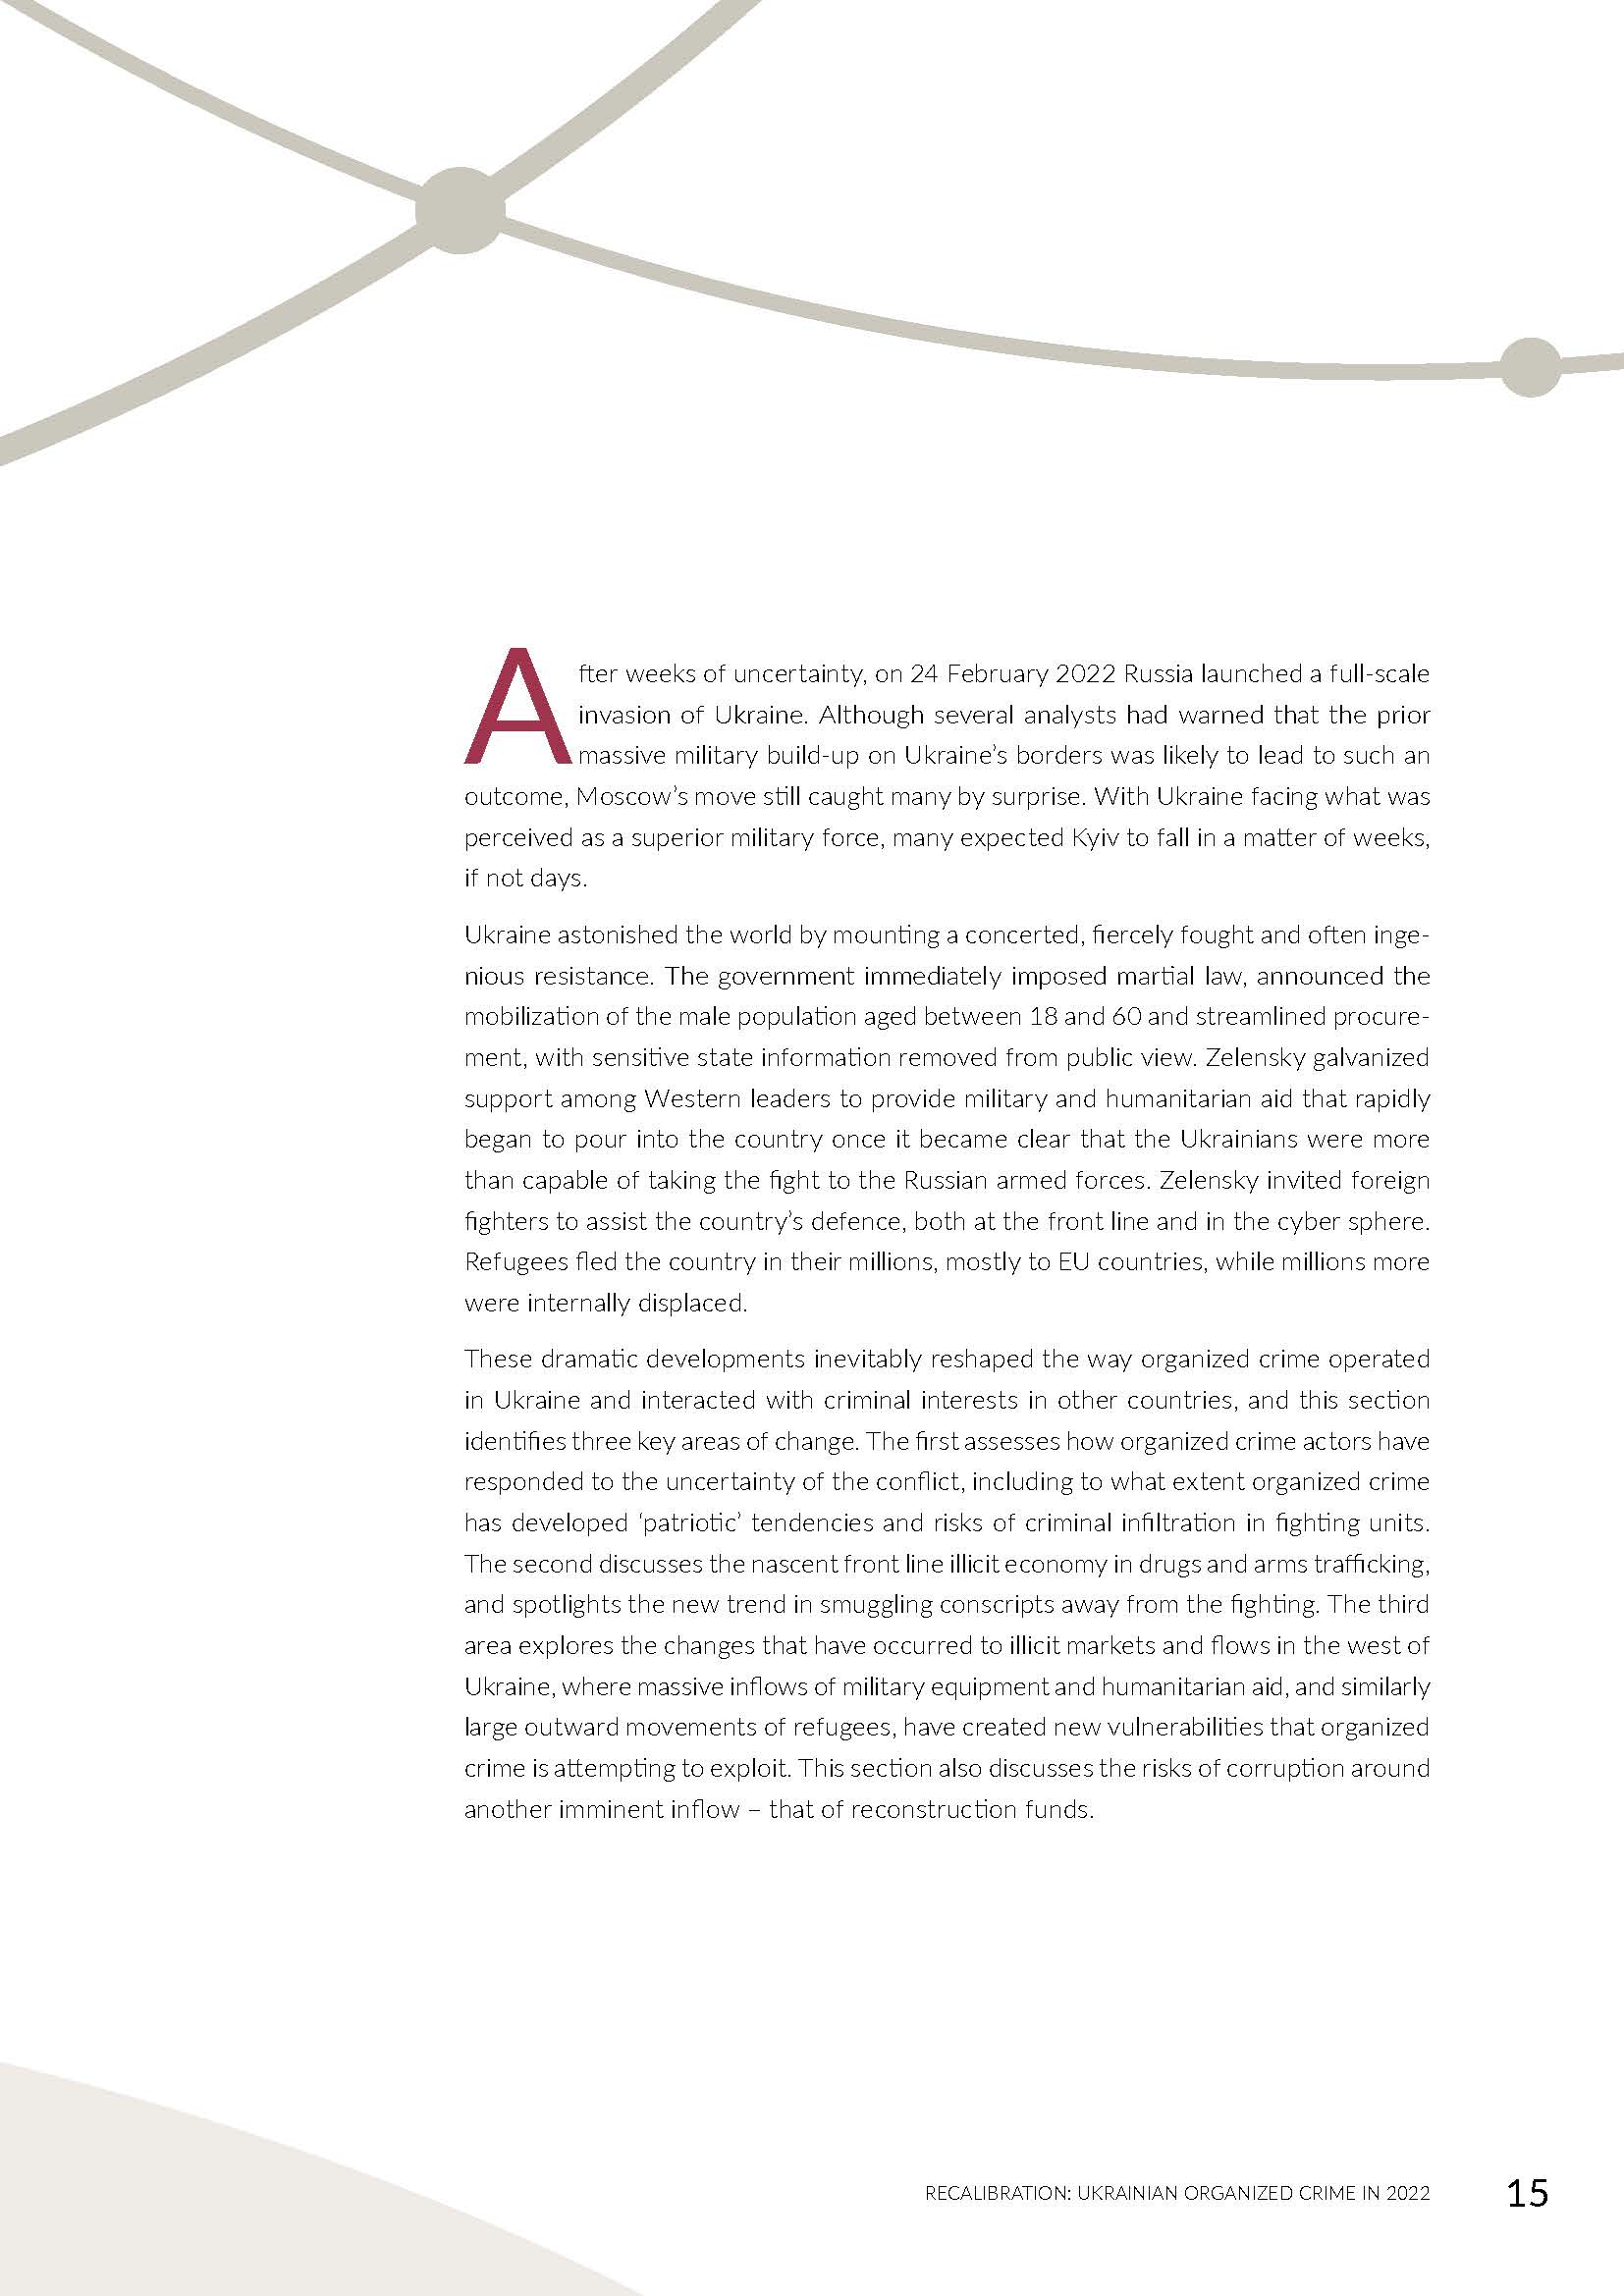 After weeks of uncertainty, on 24 February 2022 Russia launched a full-scale
invasion of Ukraine. Although several analysts had warned that the prior
massive military build-up on Ukraine’s borders was likely to lead to such an
outcome, Moscow’s move still caught many by surprise. With Ukraine facing what was
perceived as a superior military force, many expected Kyiv to fall in a matter of weeks,
if not days.
Ukraine astonished the world by mounting a concerted, fiercely fought and often inge-
nious resistance. The government immediately imposed martial law, announced the
mobilization of the male population aged between 18 and 60 and streamlined procure-
ment, with sensitive state information removed from public view. Zelensky galvanized
support among Western leaders to provide military and humanitarian aid that rapidly
began to pour into the country once it became clear that the Ukrainians were more
than capable of taking the fight to the Russian armed forces. Zelensky invited foreign
fighters to assist the country’s defence, both at the front line and in the cyber sphere.
Refugees fled the country in their millions, mostly to EU countries, while millions more
were internally displaced.
These dramatic developments inevitably reshaped the way organized crime operated
in Ukraine and interacted with criminal interests in other countries, and this section
identifies three key areas of change. The first assesses how organized crime actors have
responded to the uncertainty of the conflict, including to what extent organized crime
has developed ‘patriotic’ tendencies and risks of criminal infiltration in fighting units.
The second discusses the nascent front line illicit economy in drugs and arms trafficking,
and spotlights the new trend in smuggling conscripts away from the fighting. The third
area explores the changes that have occurred to illicit markets and flows in the west of
Ukraine, where massive inflows of military equipment and humanitarian aid, and similarly
large outward movements of refugees, have created new vulnerabilities that organized
crime is attempting to exploit. This section also discusses the risks of corruption around
another imminent inflow – that of reconstruction funds.
RECALIBRATION: UKRAINIAN ORGANIZED CRIME IN 2022 15